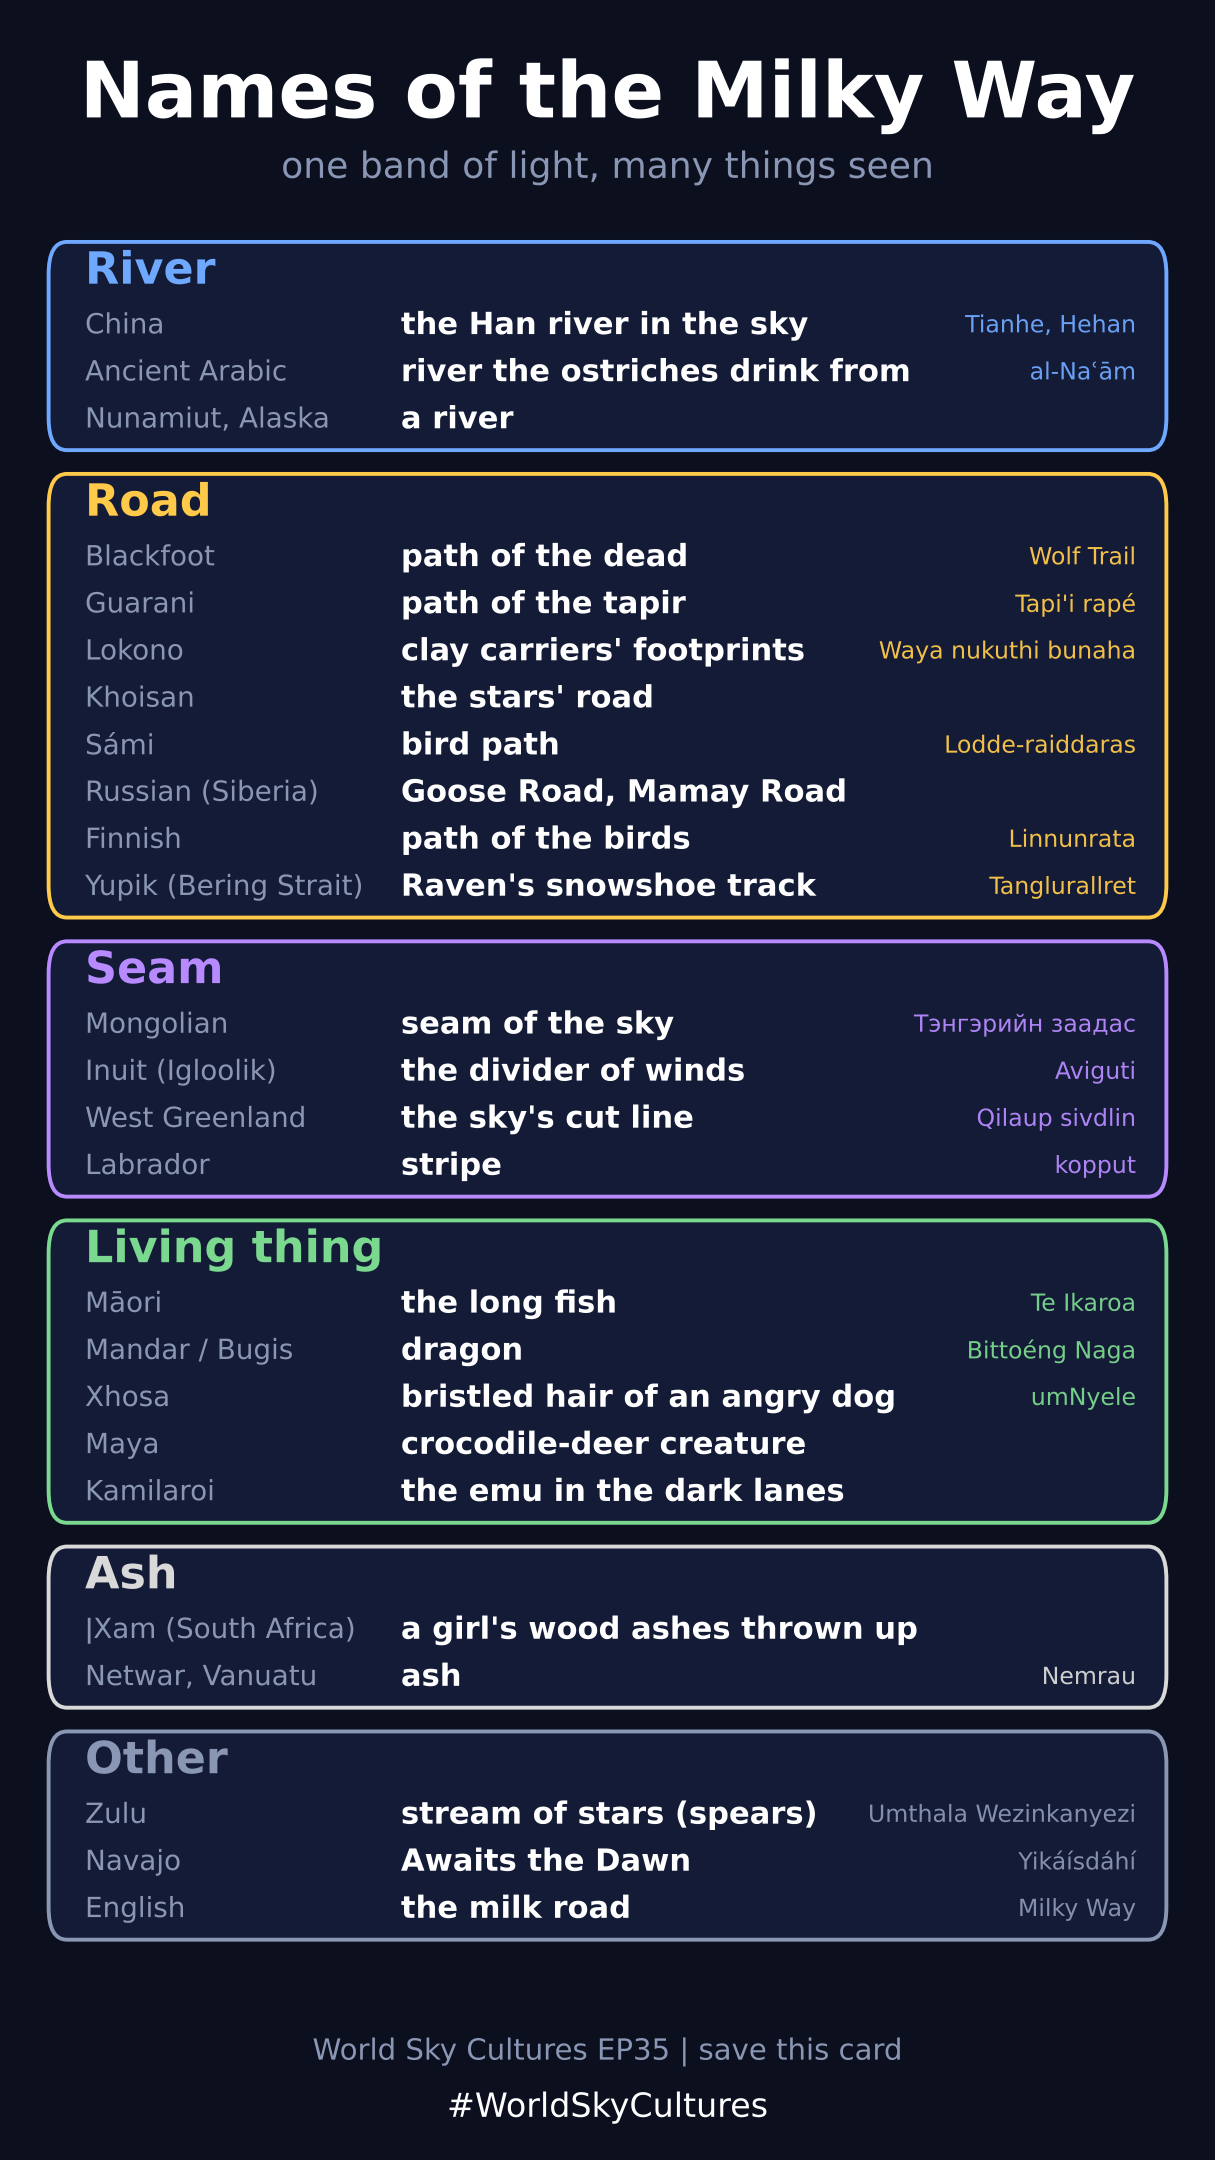 Names of the Milky Way
one band of light, many things seen
River
China the Han river in the sky Tianhe, Hehan
Ancient Arabic river the ostriches drink from al-Naʿām
Nunamiut, Alaska a river
Road
Blackfoot path of the dead Wolf Trail
Guarani path of the tapir Tapi'i rapé
Lokono clay carriers' footprints Waya nukuthi bunaha
Khoisan the stars' road
Sámi bird path Lodde-raiddaras
Russian (Siberia) Goose Road, Mamay Road
Finnish path of the birds Linnunrata
Yupik (Bering Strait) Raven's snowshoe track Tanglurallret
Seam
Mongolian seam of the sky Тэнгэрийн заадас
Inuit (Igloolik) the divider of winds Aviguti
West Greenland the sky's cut line Qilaup sivdlin
Labrador stripe kopput
Living thing
Māori the long fish Te Ikaroa
Mandar / Bugis dragon Bittoéng Naga
Xhosa bristled hair of an angry dog umNyele
Maya crocodile-deer creature
Kamilaroi the emu in the dark lanes
Ash
|Xam (South Africa) a girl's wood ashes thrown up
Netwar, Vanuatu ash Nemrau
Other
Zulu stream of stars (spears) Umthala Wezinkanyezi
Navajo Awaits the Dawn Yikáísdáhí
English the milk road Milky Way
World Sky Cultures EP35 | save this card
#WorldSkyCultures